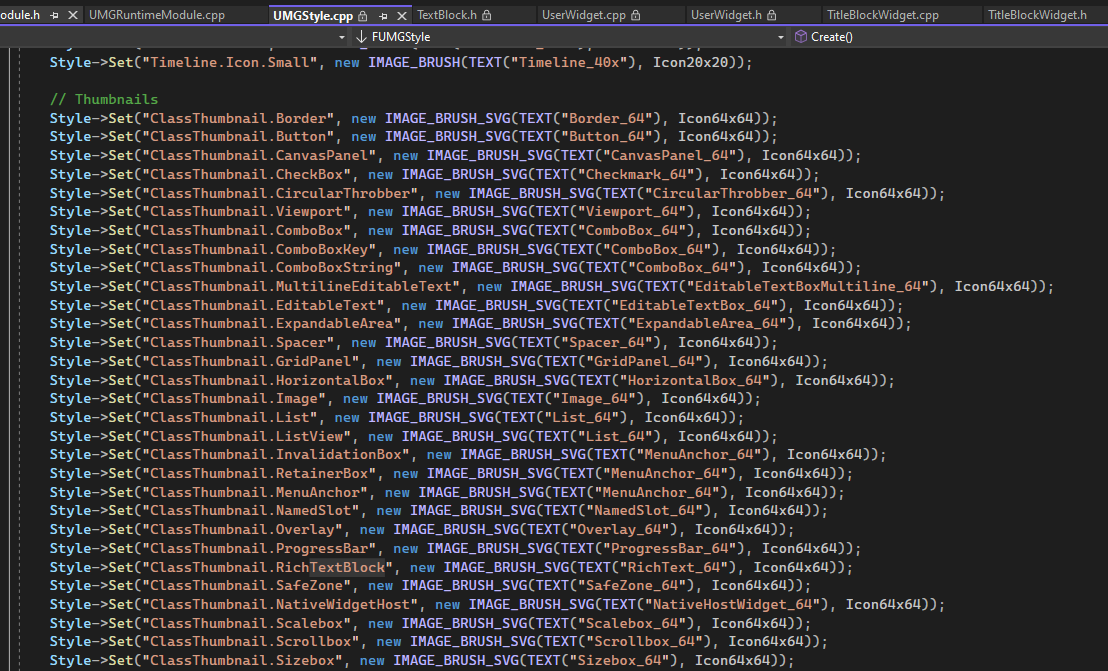 odule.h
UMGRuntimeModule.cpp
UMGStyle.cpp
TextBlock.h
UserWidget.cpp
UserWidget.h
TitleBlockWidget.cpp
TitleBlockWidget.h
FUMGStyle
Create()
Style->Set("Timeline.Icon.Small", new IMAGE_BRUSH(TEXT("Timeline_40x"), Icon20x20));
// Thumbnails
Style->Set("ClassThumbnail.Border", new IMAGE_BRUSH_SVG(TEXT("Border_64"), Icon64x64));
Style->Set("ClassThumbnail.Button", new IMAGE_BRUSH_SVG(TEXT("Button_64"), Icon64x64));
Style->Set("ClassThumbnail.CanvasPanel", new IMAGE_BRUSH_SVG(TEXT("CanvasPanel_64"), Icon64x64));
Style->Set("ClassThumbnail.CheckBox", new IMAGE_BRUSH_SVG(TEXT("Checkmark_64"), Icon64x64));
Style->Set("ClassThumbnail.CircularThrobber", new IMAGE_BRUSH_SVG(TEXT("CircularThrobber_64"), Icon64x64));
Style->Set("ClassThumbnail.Viewport", new IMAGE_BRUSH_SVG(TEXT("Viewport_64"), Icon64x64));
Style->Set("ClassThumbnail.ComboBox", new IMAGE_BRUSH_SVG(TEXT("ComboBox_64"), Icon64x64));
Style->Set("ClassThumbnail.ComboBoxKey", new IMAGE_BRUSH_SVG(TEXT("ComboBox_64"), Icon64x64));
Style->Set("ClassThumbnail.ComboBoxString", new IMAGE_BRUSH_SVG(TEXT("ComboBox_64"), Icon64x64));
Style->Set("ClassThumbnail.MultilineEditableText", new IMAGE_BRUSH_SVG(TEXT("EditableTextBoxMultiline_64"), Icon64x64));
Style->Set("ClassThumbnail.EditableText", new IMAGE_BRUSH_SVG(TEXT("EditableTextBox_64"), Icon64x64));
Style->Set("ClassThumbnail.ExpandableArea", new IMAGE_BRUSH_SVG(TEXT("ExpandableArea_64"), Icon64x64));
Style->Set("ClassThumbnail.Spacer", new IMAGE_BRUSH_SVG(TEXT("Spacer_64"), Icon64x64));
Style->Set("ClassThumbnail.GridPanel", new IMAGE_BRUSH_SVG(TEXT("GridPanel_64"), Icon64x64));
Style->Set("ClassThumbnail.HorizontalBox", new IMAGE_BRUSH_SVG(TEXT("HorizontalBox_64"), Icon64x64));
Style->Set("ClassThumbnail.Image", new IMAGE_BRUSH_SVG(TEXT("Image_64"), Icon64x64));
Style->Set("ClassThumbnail.List", new IMAGE_BRUSH_SVG(TEXT("List_64"), Icon64x64));
Style->Set("ClassThumbnail.ListView", new IMAGE_BRUSH_SVG(TEXT("List_64"), Icon64x64));
Style->Set("ClassThumbnail.InvalidationBox", new IMAGE_BRUSH_SVG(TEXT("MenuAnchor_64"), Icon64x64));
Style->Set("ClassThumbnail.RetainerBox", new IMAGE_BRUSH_SVG(TEXT("MenuAnchor_64"), Icon64x64));
Style->Set("ClassThumbnail.MenuAnchor", new IMAGE_BRUSH_SVG(TEXT("MenuAnchor_64"), Icon64x64));
Style->Set("ClassThumbnail.NamedSlot", new IMAGE_BRUSH_SVG(TEXT("NamedSlot_64"), Icon64x64));
Style->Set("ClassThumbnail.Overlay", new IMAGE_BRUSH_SVG(TEXT("Overlay_64"), Icon64x64));
Style->Set("ClassThumbnail.ProgressBar", new IMAGE_BRUSH_SVG(TEXT("ProgressBar_64"), Icon64x64));
Style->Set("ClassThumbnail.RichTextBlock", new IMAGE_BRUSH_SVG(TEXT("RichText_64"), Icon64x64));
Style->Set("ClassThumbnail.SafeZone", new IMAGE_BRUSH_SVG(TEXT("SafeZone_64"), Icon64x64));
Style->Set("ClassThumbnail.NativeWidgetHost", new IMAGE_BRUSH_SVG(TEXT("NativeHostWidget_64"), Icon64x64));
Style->Set("ClassThumbnail.Scalebox", new IMAGE_BRUSH_SVG(TEXT("Scalebox_64"), Icon64x64));
Style->Set("ClassThumbnail.Scrollbox", new IMAGE_BRUSH_SVG(TEXT("Scrollbox_64"), Icon64x64));
Style->Set("ClassThumbnail.Sizebox", new IMAGE_BRUSH_SVG(TEXT("Sizebox_64"), Icon64x64));